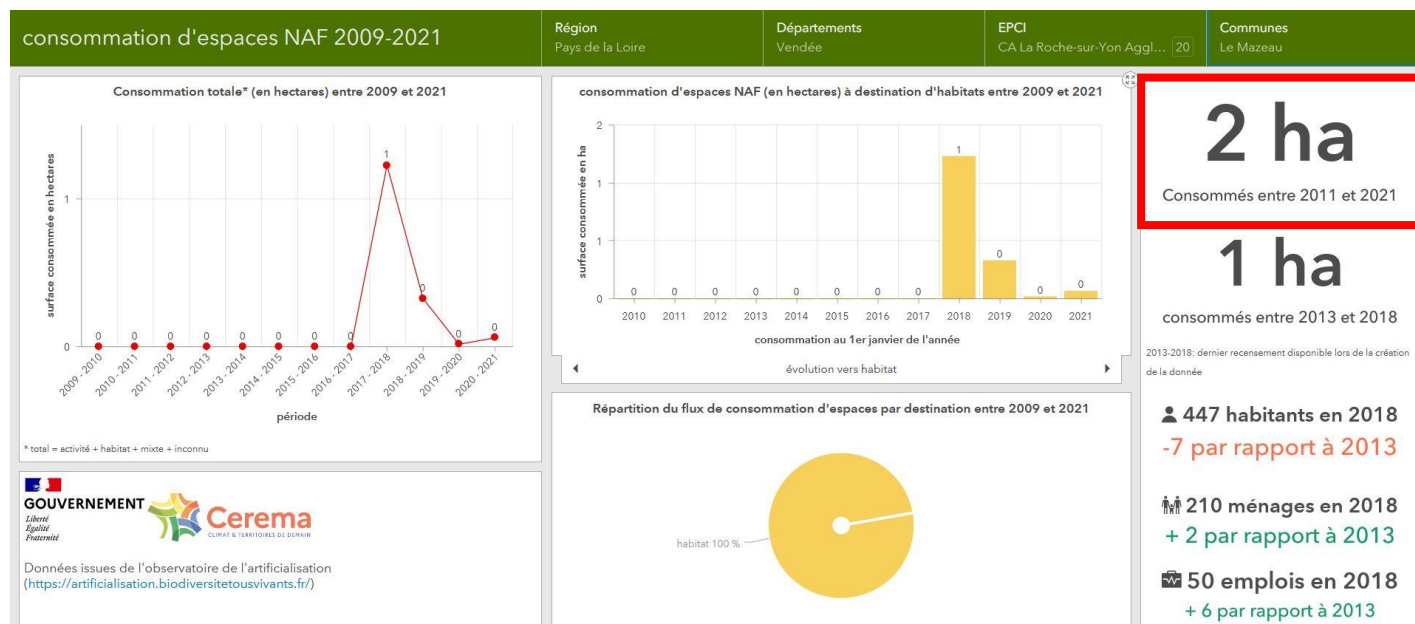 consommation d'espaces NAF 2009-2021
Région
Pays de la Loire
Départements
Vendée
EPCI
CA La Roche-sur-Yon Aggl... 20
Communes
Le Mazeau
Consommation totale* (en hectares) entre 2009 et 2021
surface consommée en hectares
1
0
0
0
0
0
0
0
0
0
1
0
0
0
2009 - 2010
2010 - 2011
2011 - 2012
2012 - 2013
2013 - 2014
2014 - 2015
2015 - 2016
2016 - 2017
2017 - 2018
2018 - 2019
2019 - 2020
2020 - 2021
période
* total = activité + habitat + mixte + inconnu
consommation d'espaces NAF (en hectares) à destination d'habitats entre 2009 et 2021
surface consommée en ha
2
1
1
0
0
0
0
0
0
0
0
0
1
0
0
0
2010
2011
2012
2013
2014
2015
2016
2017
2018
2019
2020
2021
consommation au 1er janvier de l'année
évolution vers habitat
Répartition du flux de consommation d'espaces par destination entre 2009 et 2021
habitat 100 %
GOUVERNEMENT
Liberté
Égalité
Fraternité
Cerema
CLIMAT & TERRITOIRES DE DEMAIN
Données issues de l'observatoire de l'artificialisation
(https://artificialisation.biodiversitetousvivants.fr/)
2 ha
Consommés entre 2011 et 2021
1 ha
consommés entre 2013 et 2018
2013-2018: dernier recensement disponible lors de la création
de la donnée
447 habitants en 2018
-7 par rapport à 2013
210 ménages en 2018
+ 2 par rapport à 2013
50 emplois en 2018
+ 6 par rapport à 2013